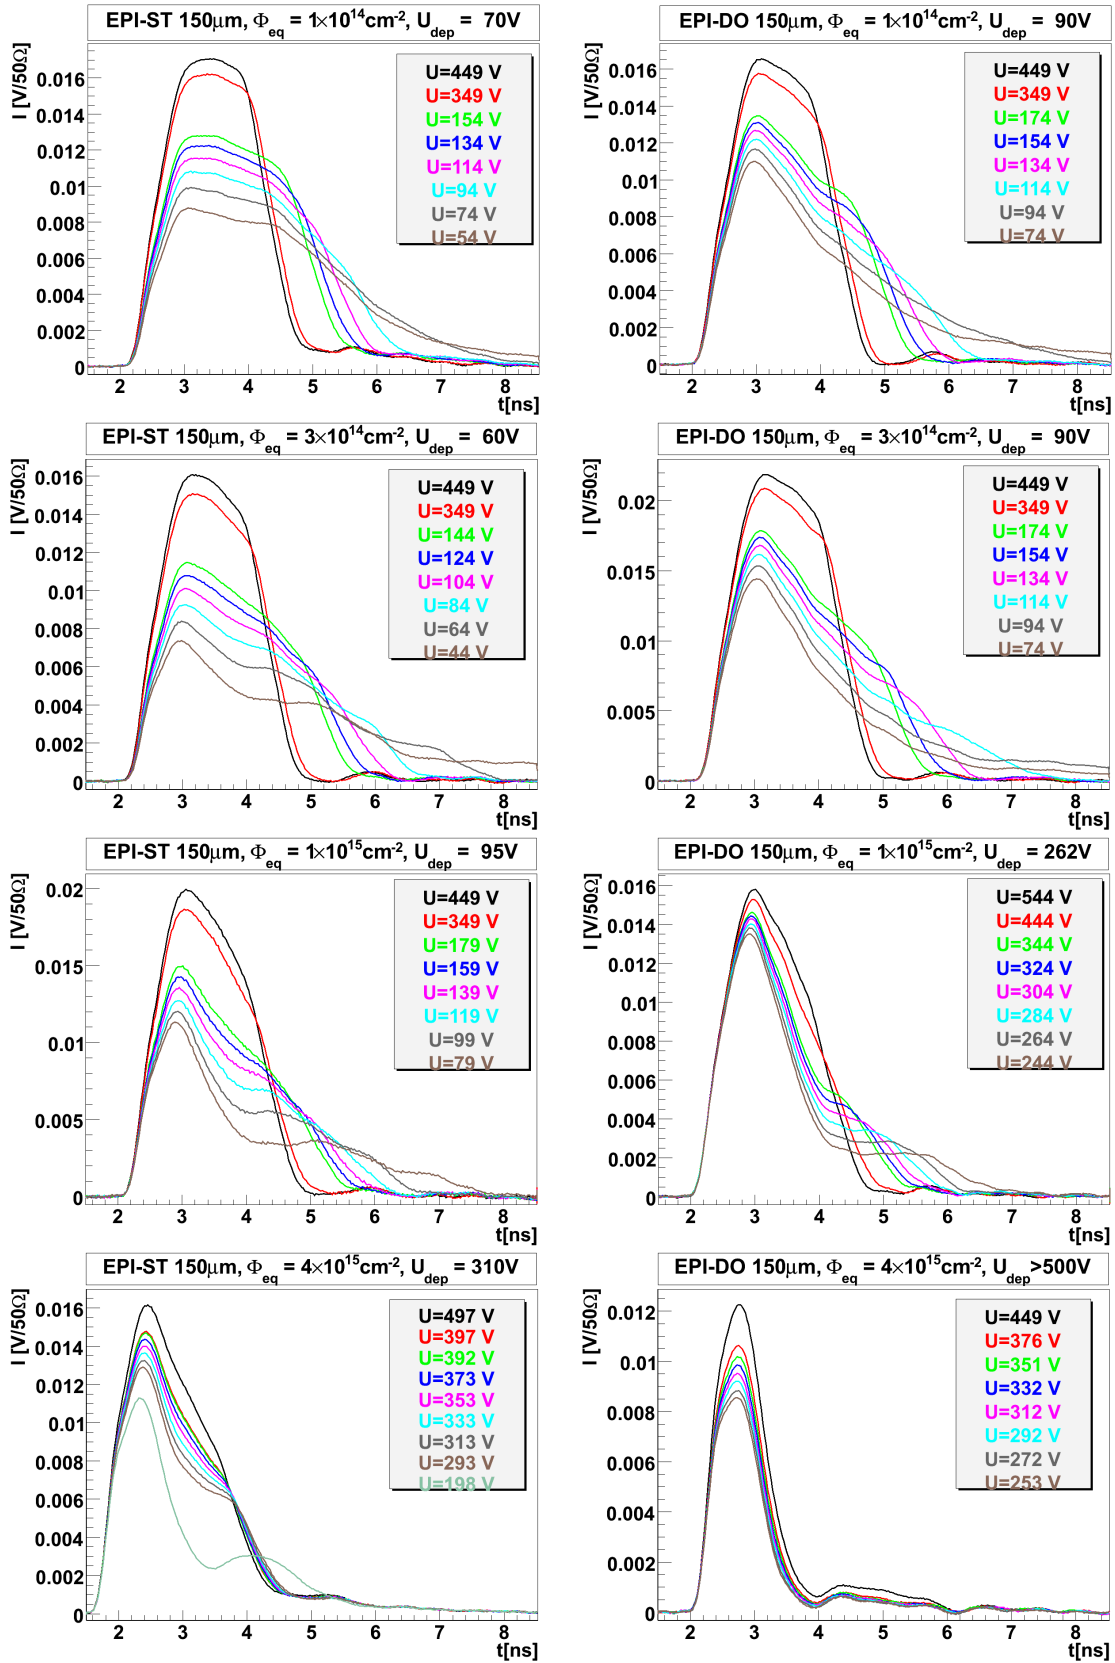 EPI-ST 150μm, Φeq = 1×10^14cm-2, Udep = 70V
I [V/50Ω]
U=449 V
U=349 V
U=154 V
U=134 V
U=114 V
U=94 V
U=74 V
U=54 V
0.016
0.014
0.012
0.01
0.008
0.006
0.004
0.002
0
2 3 4 5 6 7 8
t[ns]
EPI-DO 150μm, Φeq = 1×10^14cm-2, Udep = 90V
I [V/50Ω]
U=449 V
U=349 V
U=174 V
U=154 V
U=134 V
U=114 V
U=94 V
U=74 V
0.016
0.014
0.012
0.01
0.008
0.006
0.004
0.002
0
2 3 4 5 6 7 8
t[ns]
EPI-ST 150μm, Φeq = 3×10^14cm-2, Udep = 60V
I [V/50Ω]
U=449 V
U=349 V
U=144 V
U=124 V
U=104 V
U=84 V
U=64 V
U=44 V
0.016
0.014
0.012
0.01
0.008
0.006
0.004
0.002
0
2 3 4 5 6 7 8
t[ns]
EPI-DO 150μm, Φeq = 3×10^14cm-2, Udep = 90V
I [V/50Ω]
U=449 V
U=349 V
U=174 V
U=154 V
U=134 V
U=114 V
U=94 V
U=74 V
0.02
0.015
0.01
0.005
0
2 3 4 5 6 7 8
t[ns]
EPI-ST 150μm, Φeq = 1×10^15cm-2, Udep = 95V
I [V/50Ω]
U=449 V
U=349 V
U=179 V
U=159 V
U=139 V
U=119 V
U=99 V
U=79 V
0.02
0.015
0.01
0.005
0
2 3 4 5 6 7 8
t[ns]
EPI-DO 150μm, Φeq = 1×10^15cm-2, Udep = 262V
I [V/50Ω]
U=544 V
U=444 V
U=344 V
U=324 V
U=304 V
U=284 V
U=264 V
U=244 V
0.016
0.014
0.012
0.01
0.008
0.006
0.004
0.002
0
2 3 4 5 6 7 8
t[ns]
EPI-ST 150μm, Φeq = 4×10^15cm-2, Udep = 310V
I [V/50Ω]
U=497 V
U=397 V
U=392 V
U=373 V
U=353 V
U=333 V
U=313 V
U=293 V
U=198 V
0.016
0.014
0.012
0.01
0.008
0.006
0.004
0.002
0
2 3 4 5 6 7 8
t[ns]
EPI-DO 150μm, Φeq = 4×10^15cm-2, Udep>500V
I [V/50Ω]
U=449 V
U=376 V
U=351 V
U=332 V
U=312 V
U=292 V
U=272 V
U=253 V
0.012
0.01
0.008
0.006
0.004
0.002
0
2 3 4 5 6 7 8
t[ns]